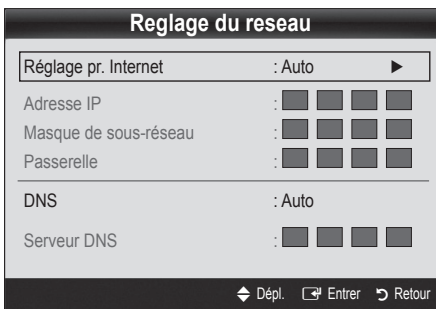 Reglage du reseau
Réglage pr. Internet : Auto ►
Adresse IP :
Masque de sous-réseau :
Passerelle :
DNS : Auto
Serveur DNS :
Dépl. Entrer Retour